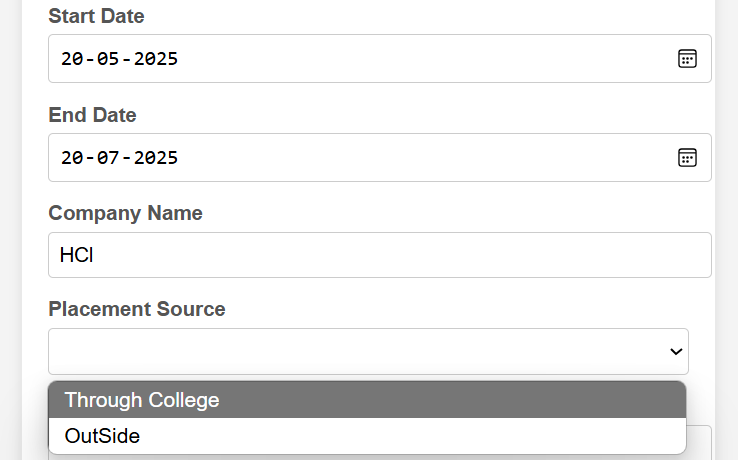 Start Date
20-05-2025
End Date
20-07-2025
Company Name
HCl
Placement Source
Through College
OutSide